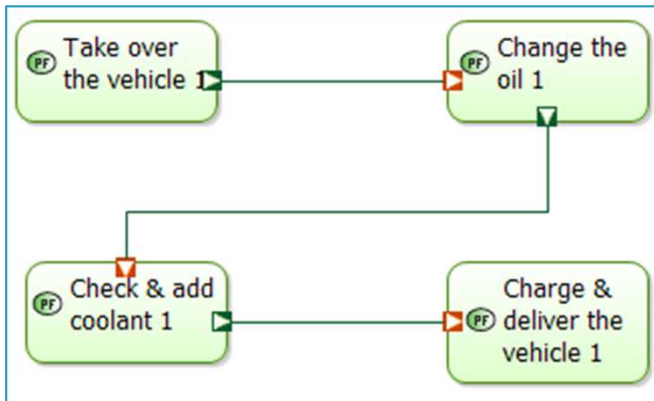 PF
Take over
the vehicle 1
PF
Change the
oil 1
PF
Check & add
coolant 1
PF
Charge &
deliver the
vehicle 1